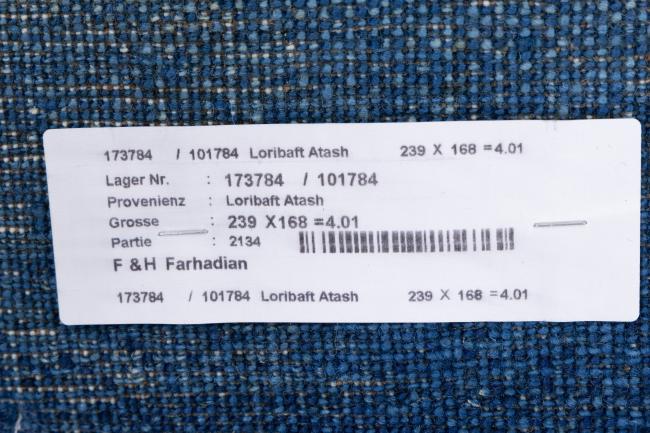 173784 / 101784 Loribaft Atash 239 X 168 =4.01
Lager Nr. : 173784 / 101784
Provenienz : Loribaft Atash
Grosse : 239 X168 =4.01
Partie : 2134
F &H Farhadian
173784 / 101784 Loribaft Atash 239 X 168 =4.01